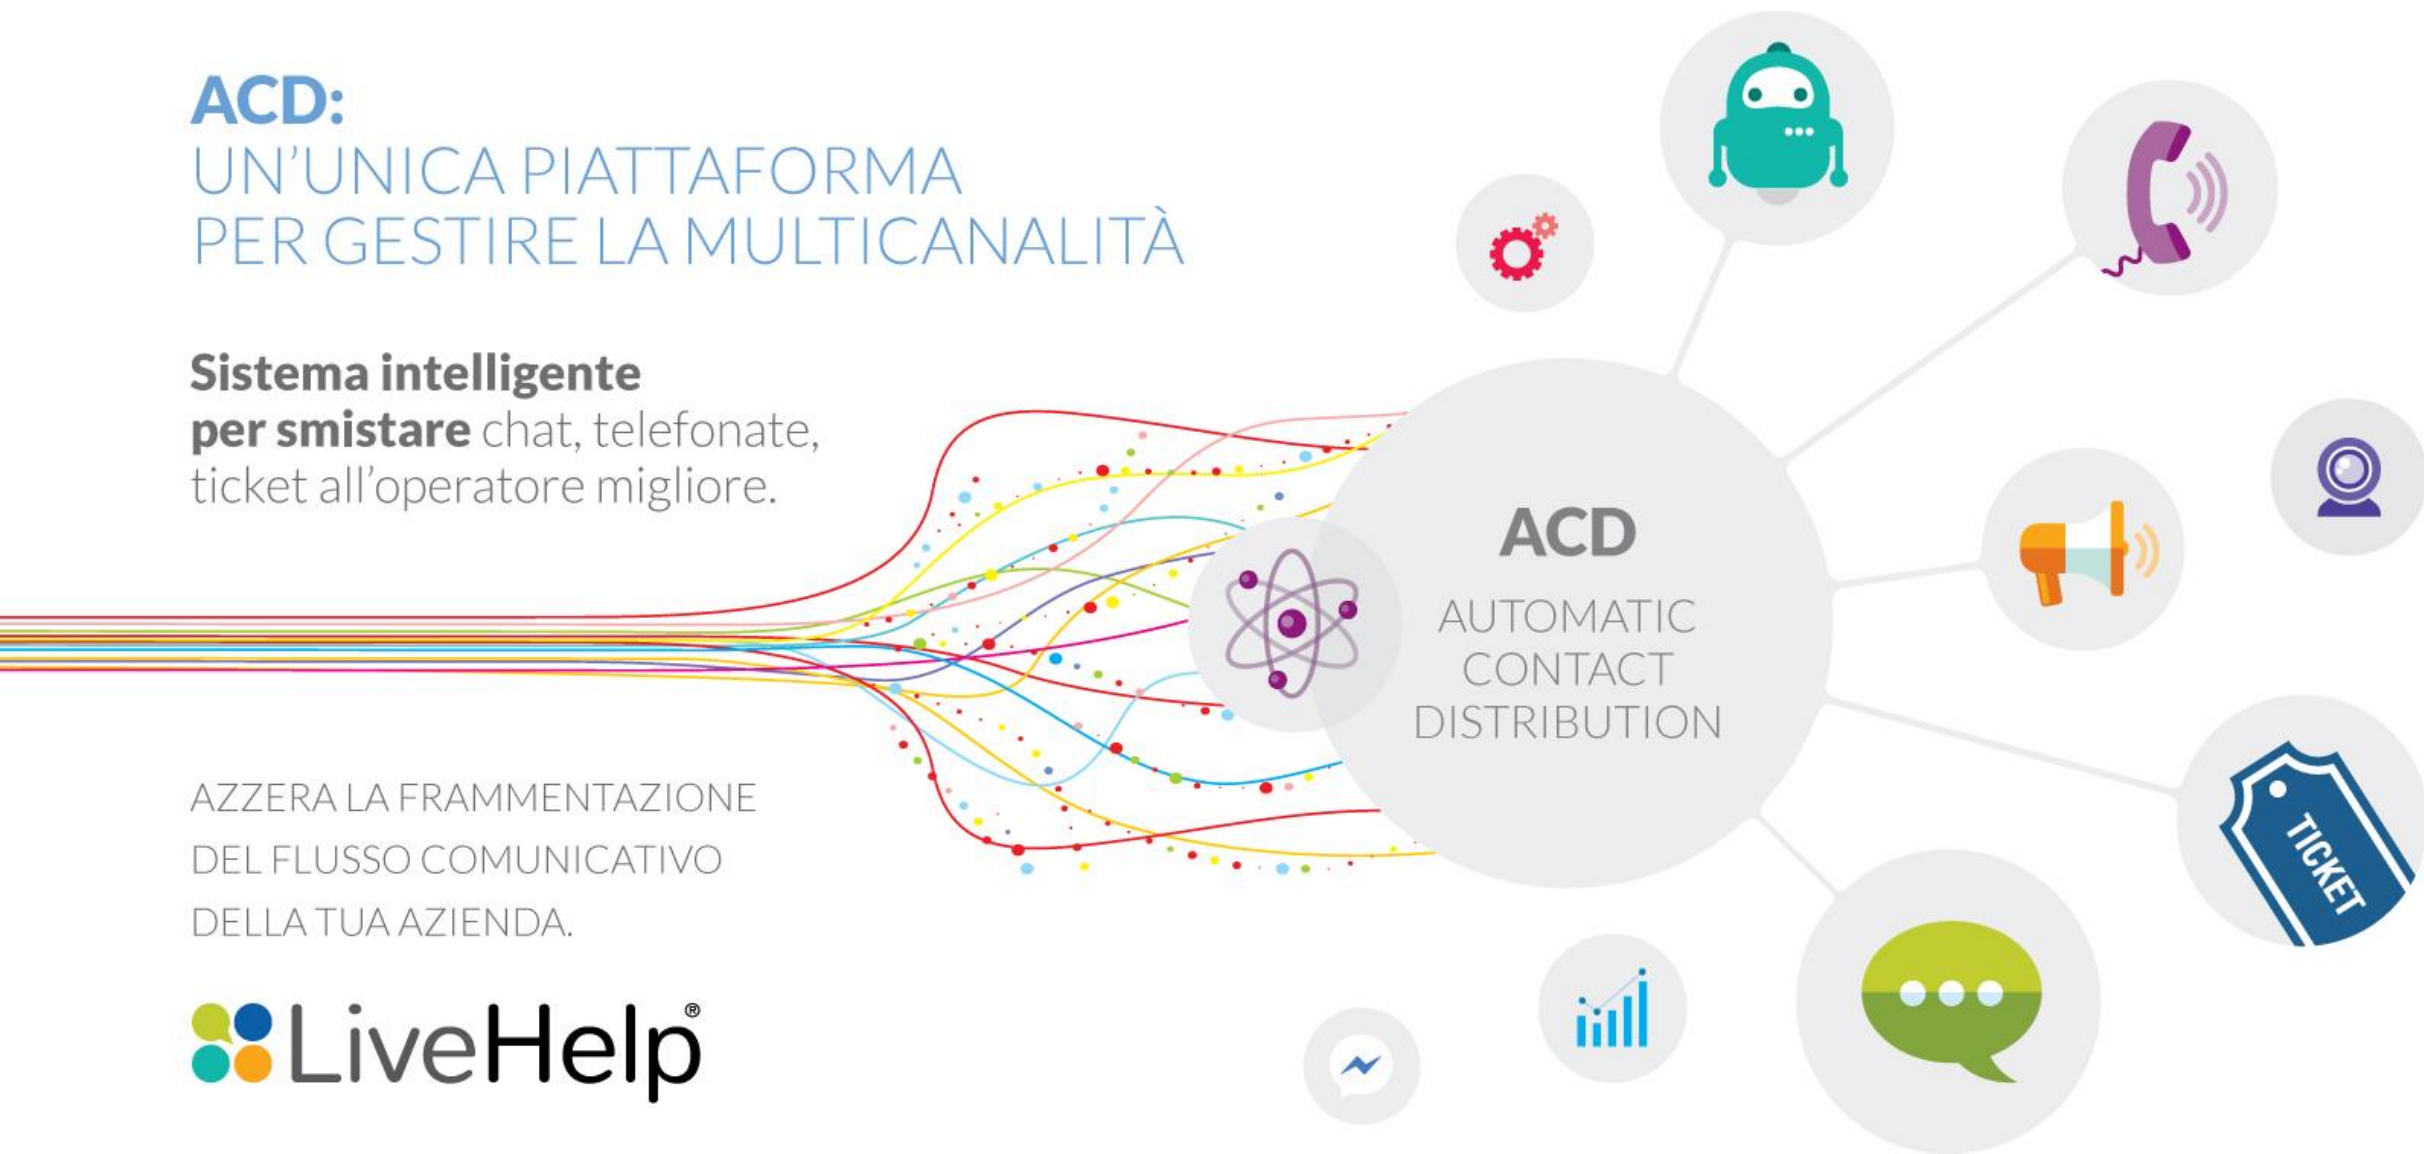 ACD:
UN'UNICA PIATTAFORMA
PER GESTIRE LA MULTICANALITÀ
Sistema intelligente
per smistare chat, telefonate,
ticket all'operatore migliore.
AZZERA LA FRAMMENTAZIONE
DEL FLUSSO COMUNICATIVO
DELLA TUA AZIENDA.
LiveHelp®
ACD
AUTOMATIC
CONTACT
DISTRIBUTION
TICKET